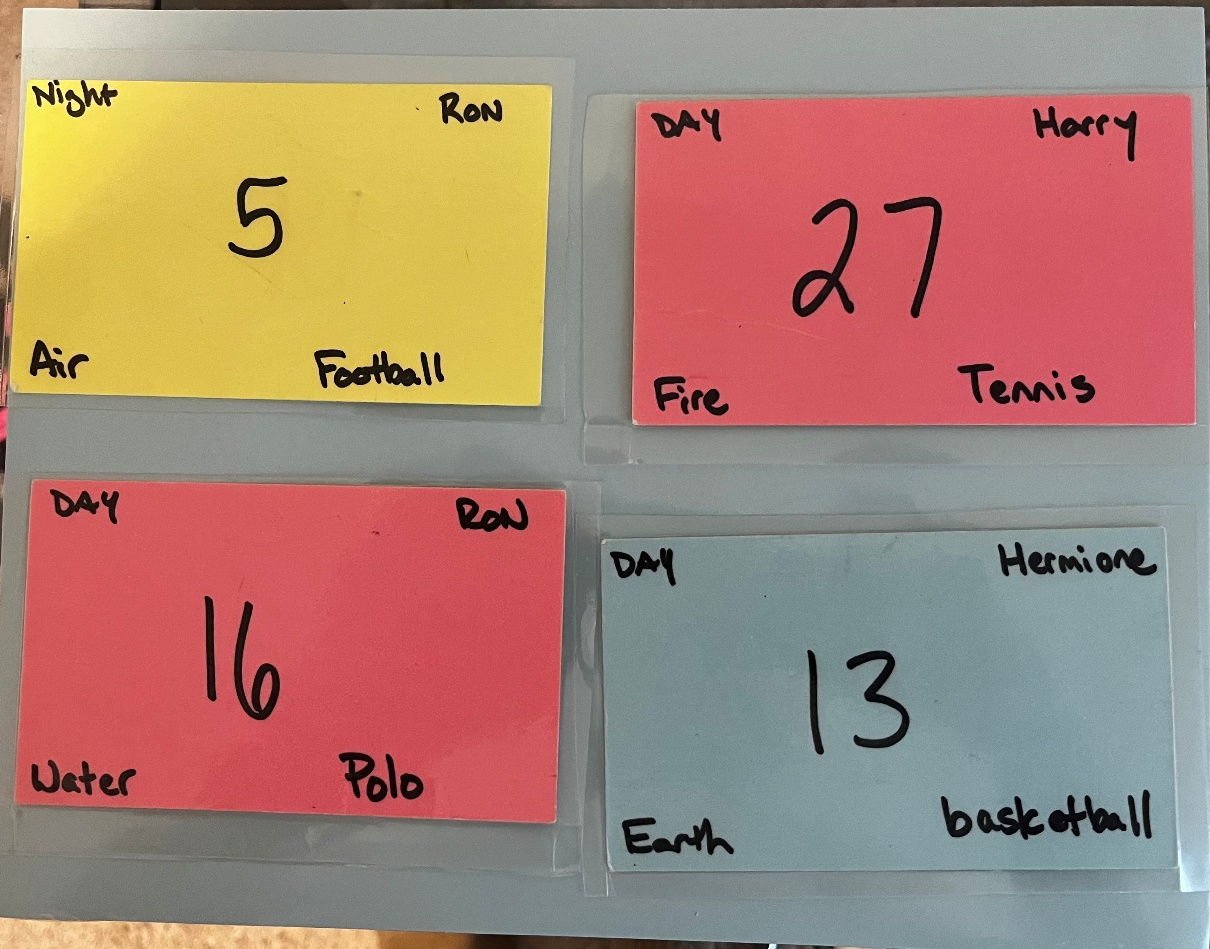 Night RON
5
Air Football
DAY Harry
27
Fire Tennis
DAY RON
16
Water Polo
DAY Hermione
13
Earth basketball